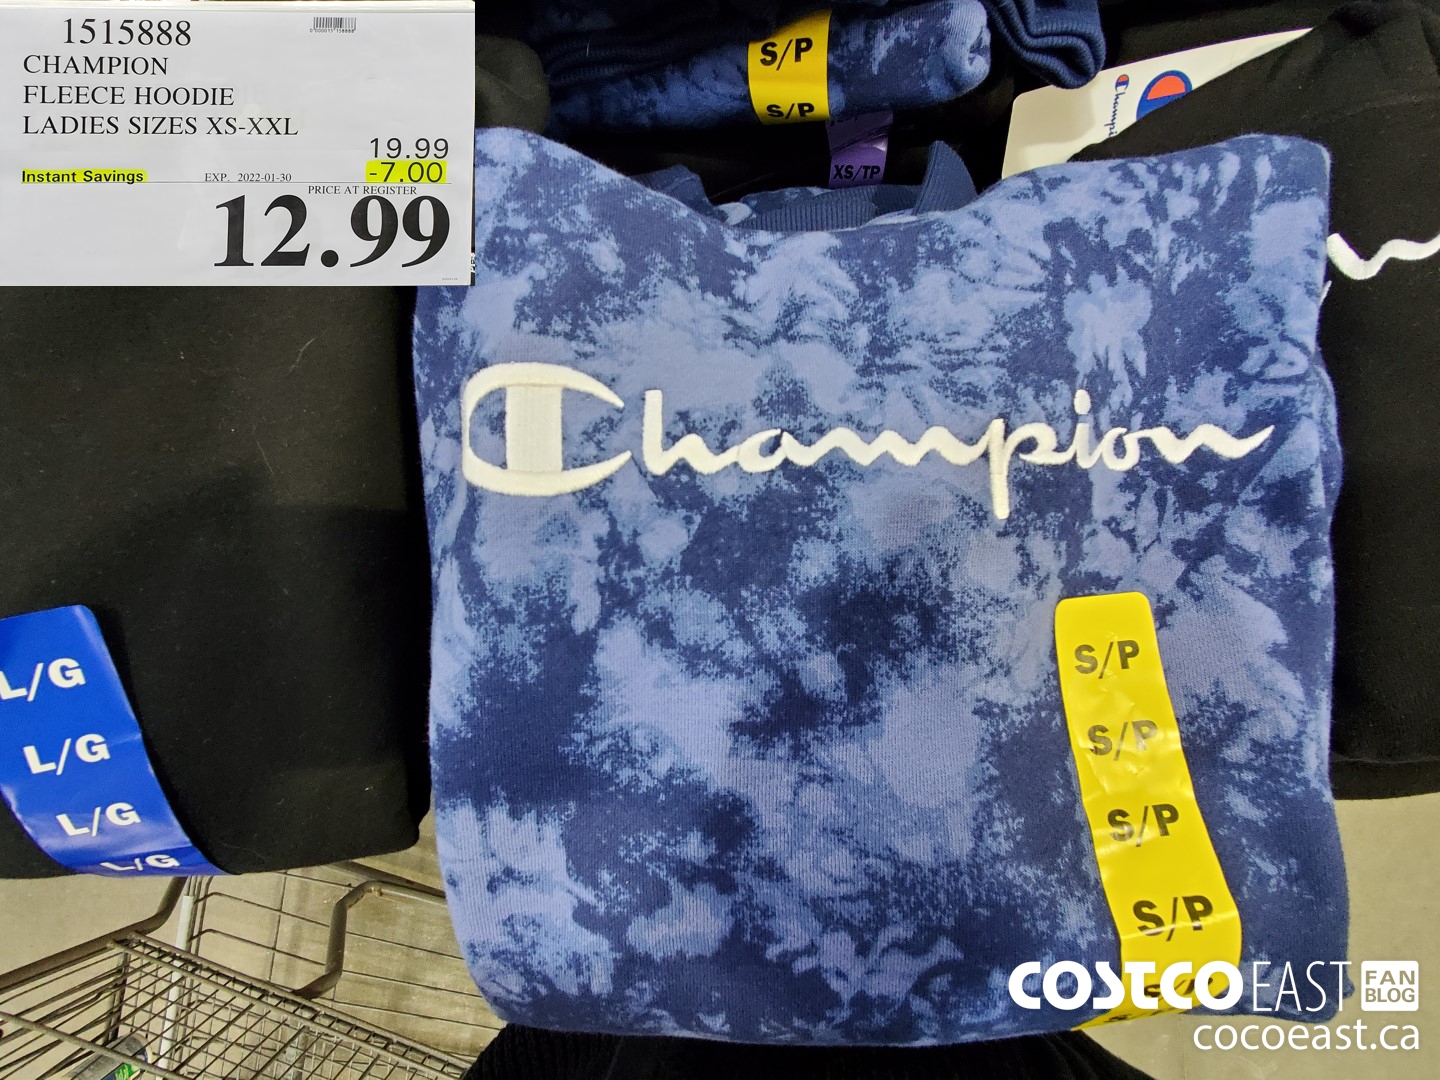 1515888
CHAMPION
FLEECE HOODIE
LADIES SIZES XS-XXL
19.99
Instant Savings EXP. 2022-01-30 -7.00
PRICE AT REGISTER
12.99
S/P
S/P
XS/TP
Champion
L/G
L/G
L/G
L/G
S/P
S/P
S/P
S/P
S/P
COSTCO EAST FAN BLOG
cocoeast.ca